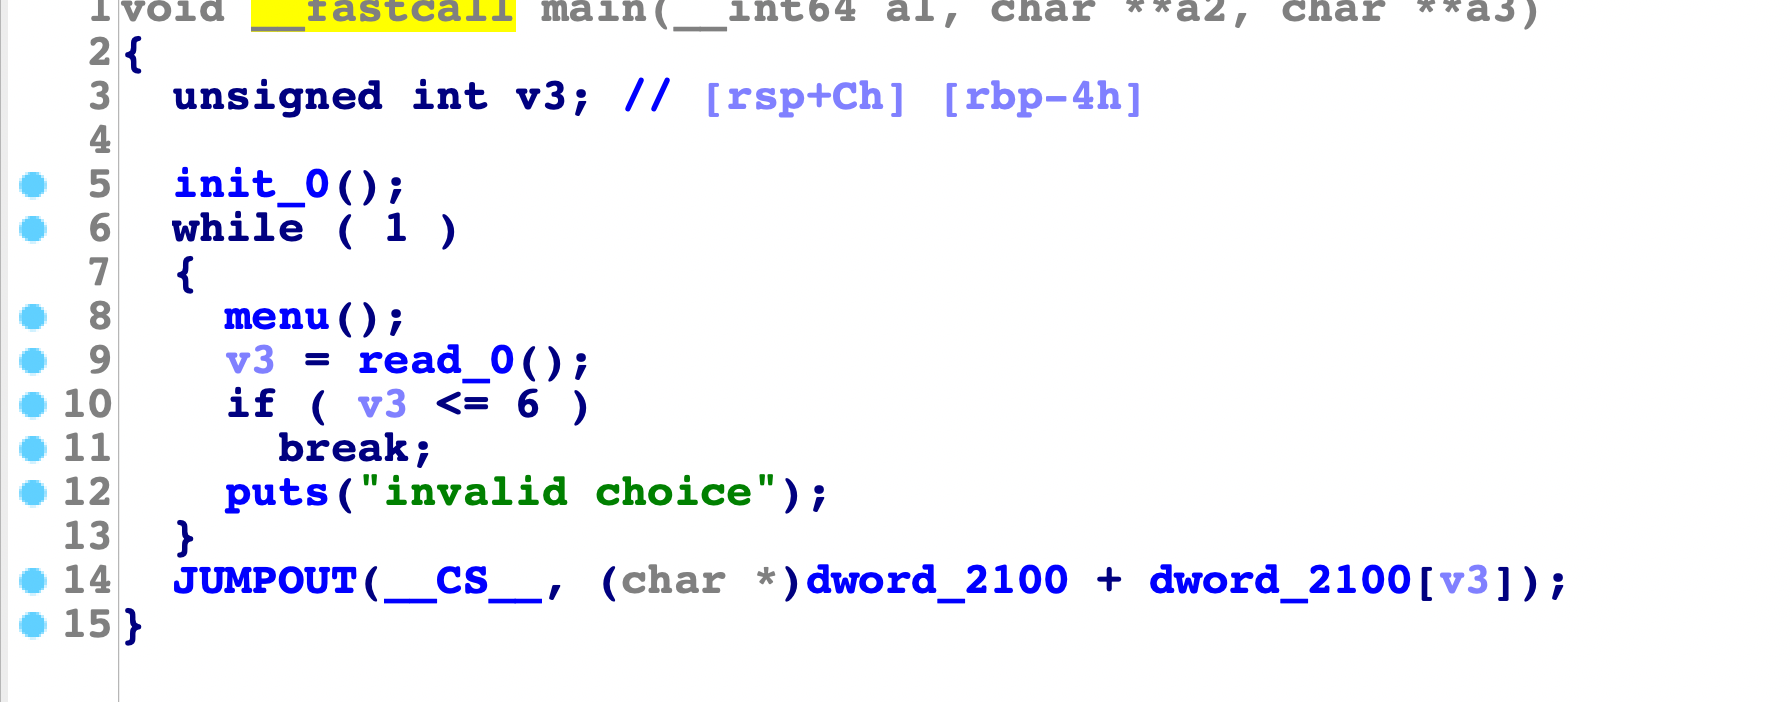 1 void __fastcall main(__int64 a1, char **a2, char **a3)
2 {
3   unsigned int v3; // [rsp+Ch] [rbp-4h]
4
5   init_0();
6   while ( 1 )
7   {
8     menu();
9     v3 = read_0();
10     if ( v3 <= 6 )
11       break;
12     puts("invalid choice");
13   }
14   JUMPOUT(__CS__, (char *)dword_2100 + dword_2100[v3]);
15 }